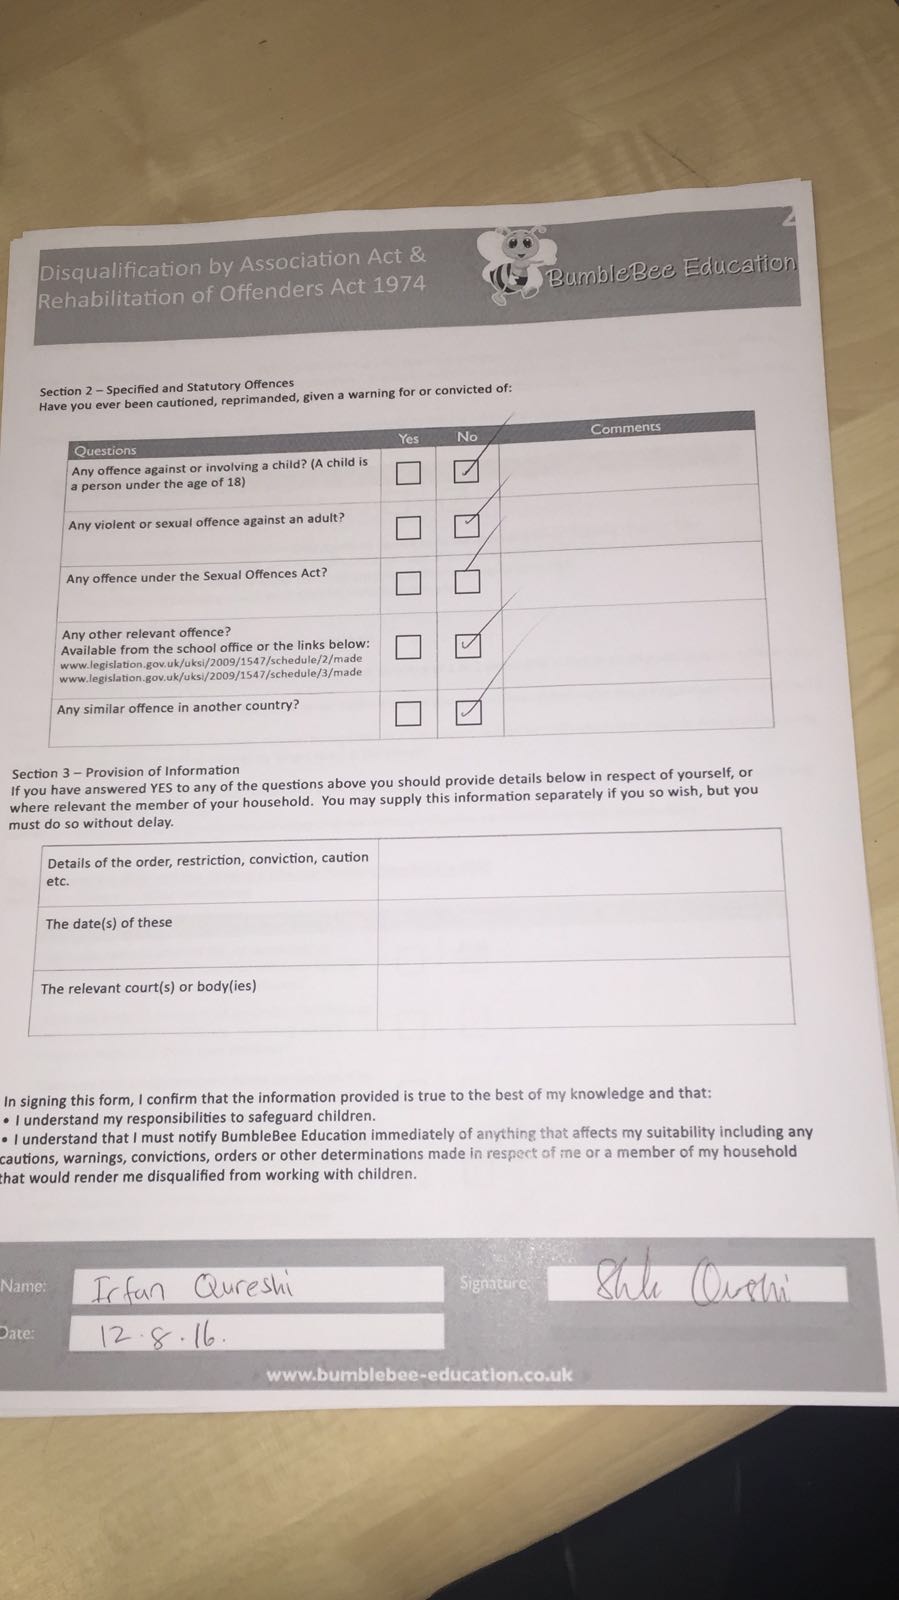 2
Disqualification by Association Act &
Rehabilitation of Offenders Act 1974
BumbleBee Education
Section 2 – Specified and Statutory Offences
Have you ever been cautioned, reprimanded, given a warning for or convicted of:
Questions Yes No Comments
Any offence against or involving a child? (A child is
a person under the age of 18)
Any violent or sexual offence against an adult?
Any offence under the Sexual Offences Act?
Any other relevant offence?
Available from the school office or the links below:
www.legislation.gov.uk/uksi/2009/1547/schedule/2/made
www.legislation.gov.uk/uksi/2009/1547/schedule/3/made
Any similar offence in another country?
Section 3 – Provision of Information
If you have answered YES to any of the questions above you should provide details below in respect of yourself, or
where relevant the member of your household. You may supply this information separately if you so wish, but you
must do so without delay.
Details of the order, restriction, conviction, caution
etc.
The date(s) of these
The relevant court(s) or body(ies)
In signing this form, I confirm that the information provided is true to the best of my knowledge and that:
• I understand my responsibilities to safeguard children.
• I understand that I must notify BumbleBee Education immediately of anything that affects my suitability including any
cautions, warnings, convictions, orders or other determinations made in respect of me or a member of my household
that would render me disqualified from working with children.
Name: Irfan Qureshi Signature:
Date: 12.8.16.
www.bumblebee-education.co.uk